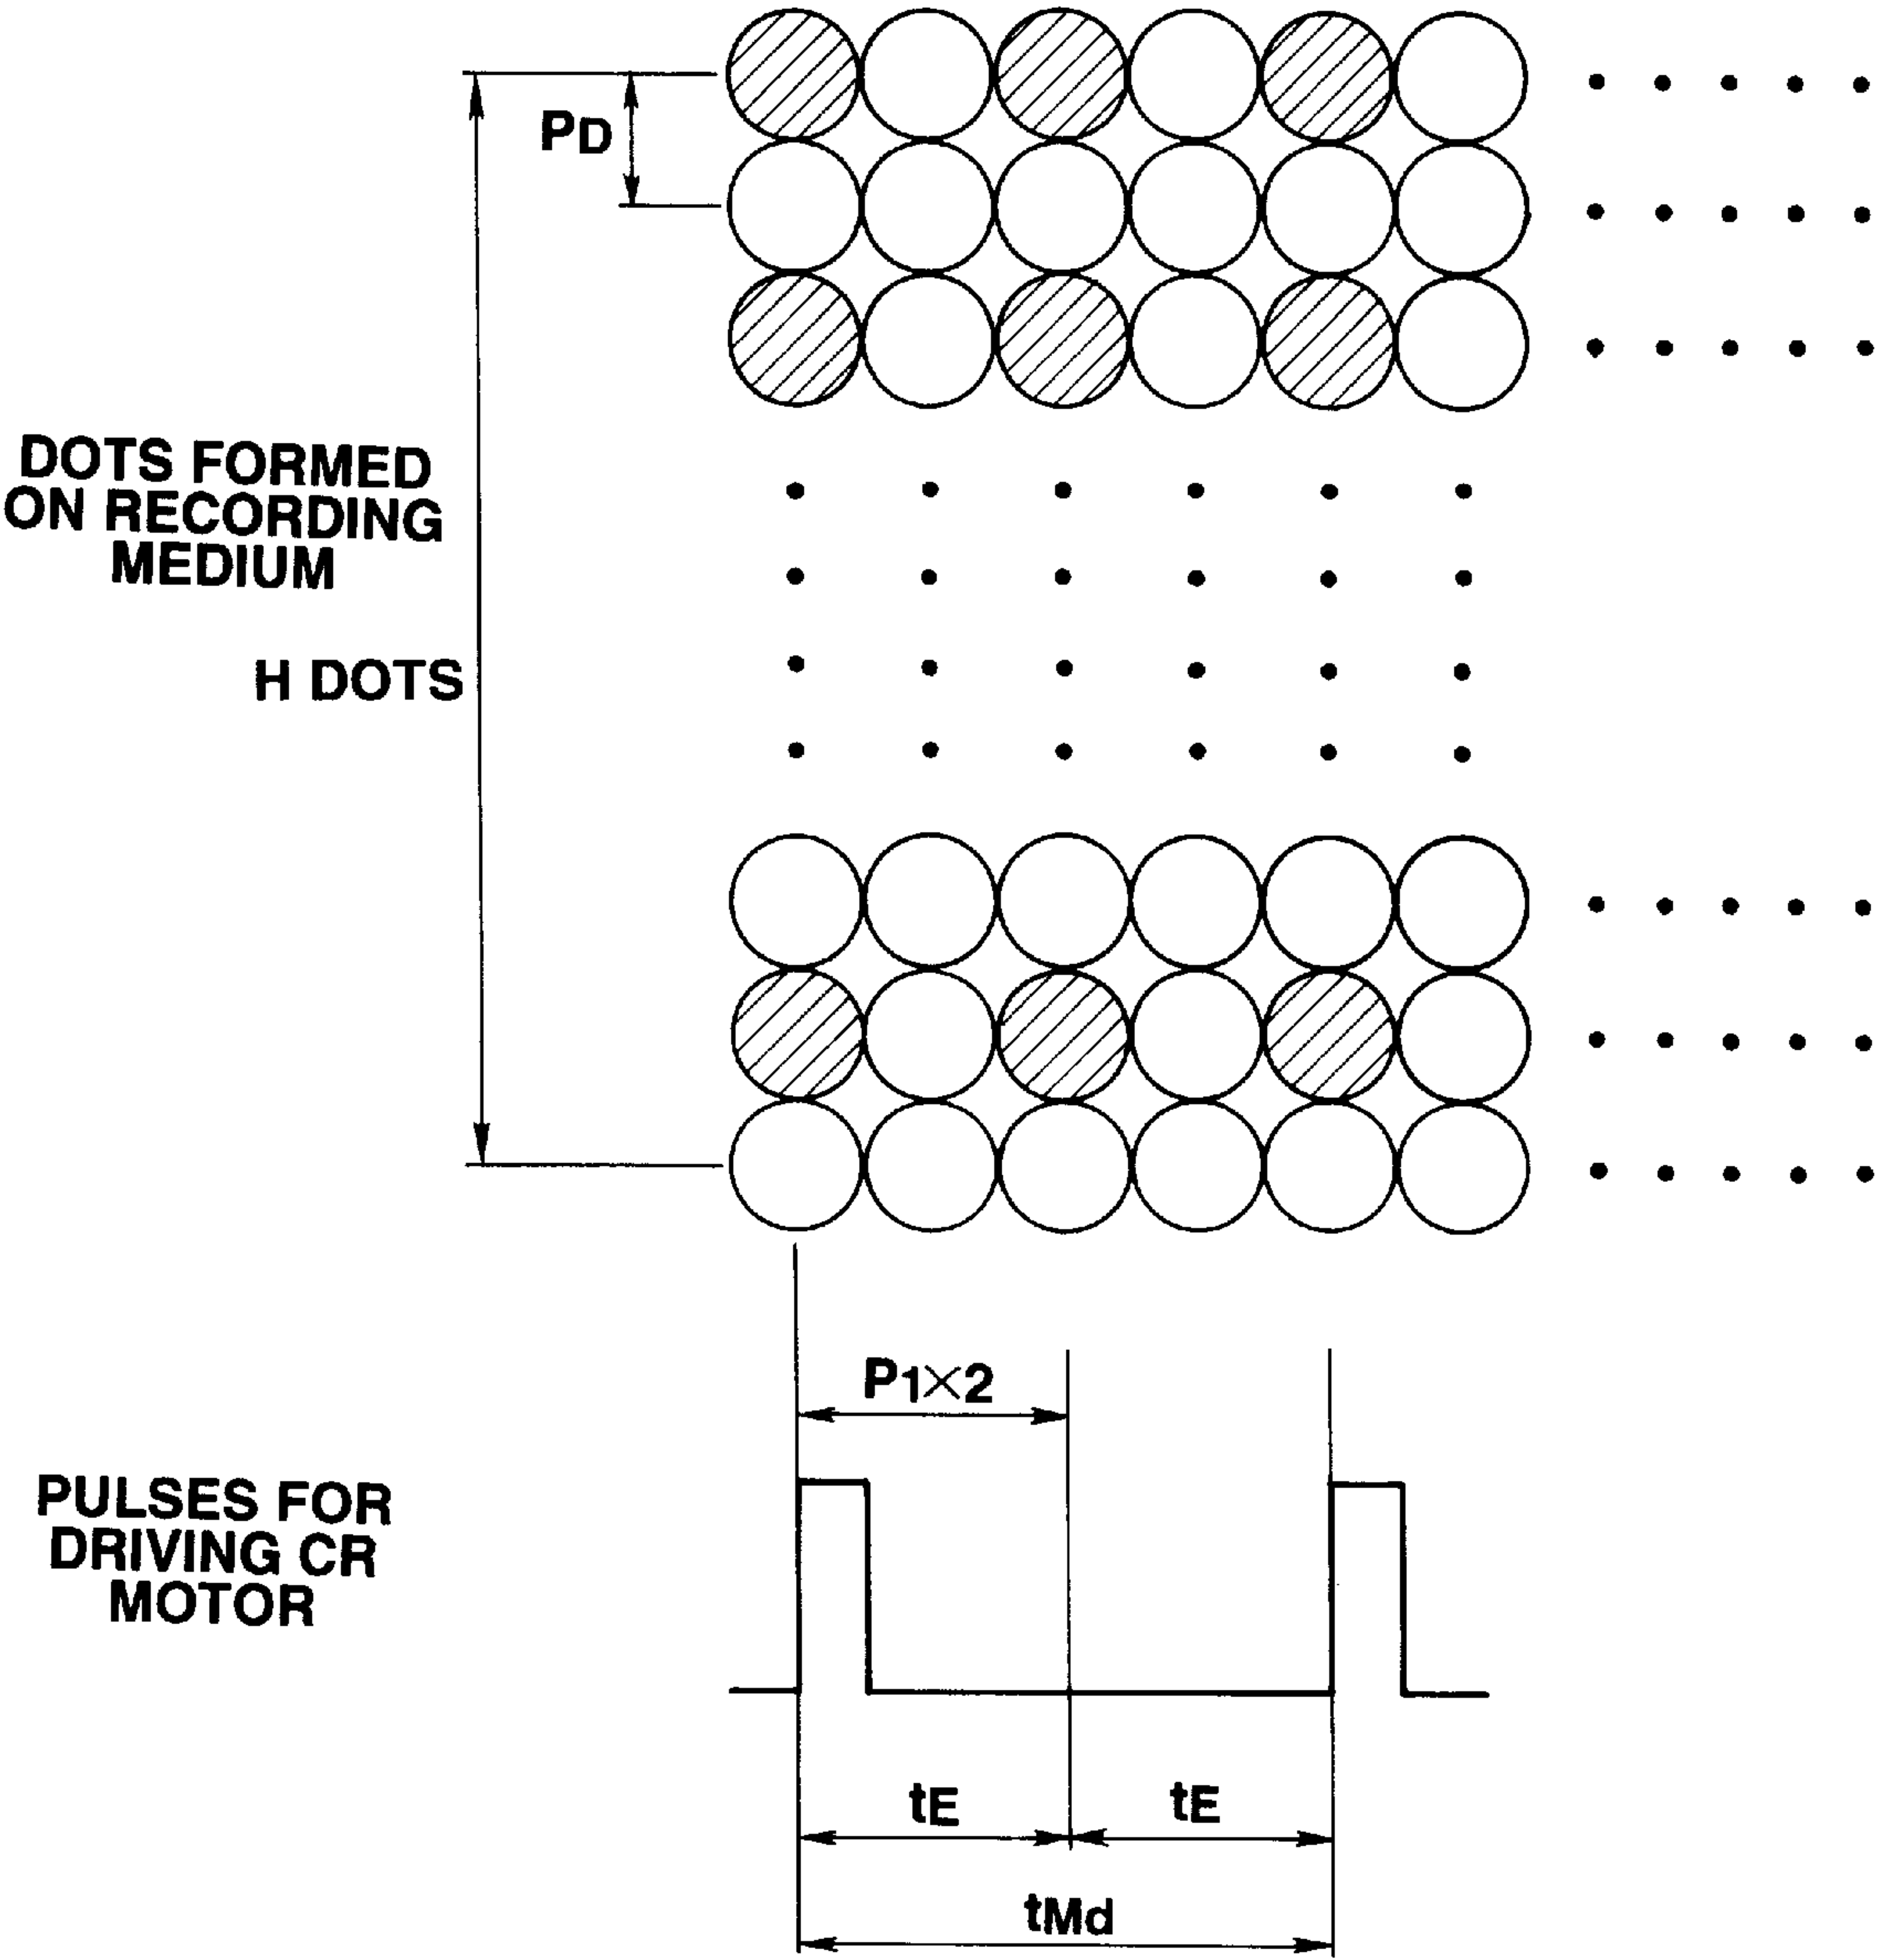 PD
DOTS FORMED
ON RECORDING
MEDIUM
H DOTS
P1×2
PULSES FOR
DRIVING CR
MOTOR
tE
tE
tMd